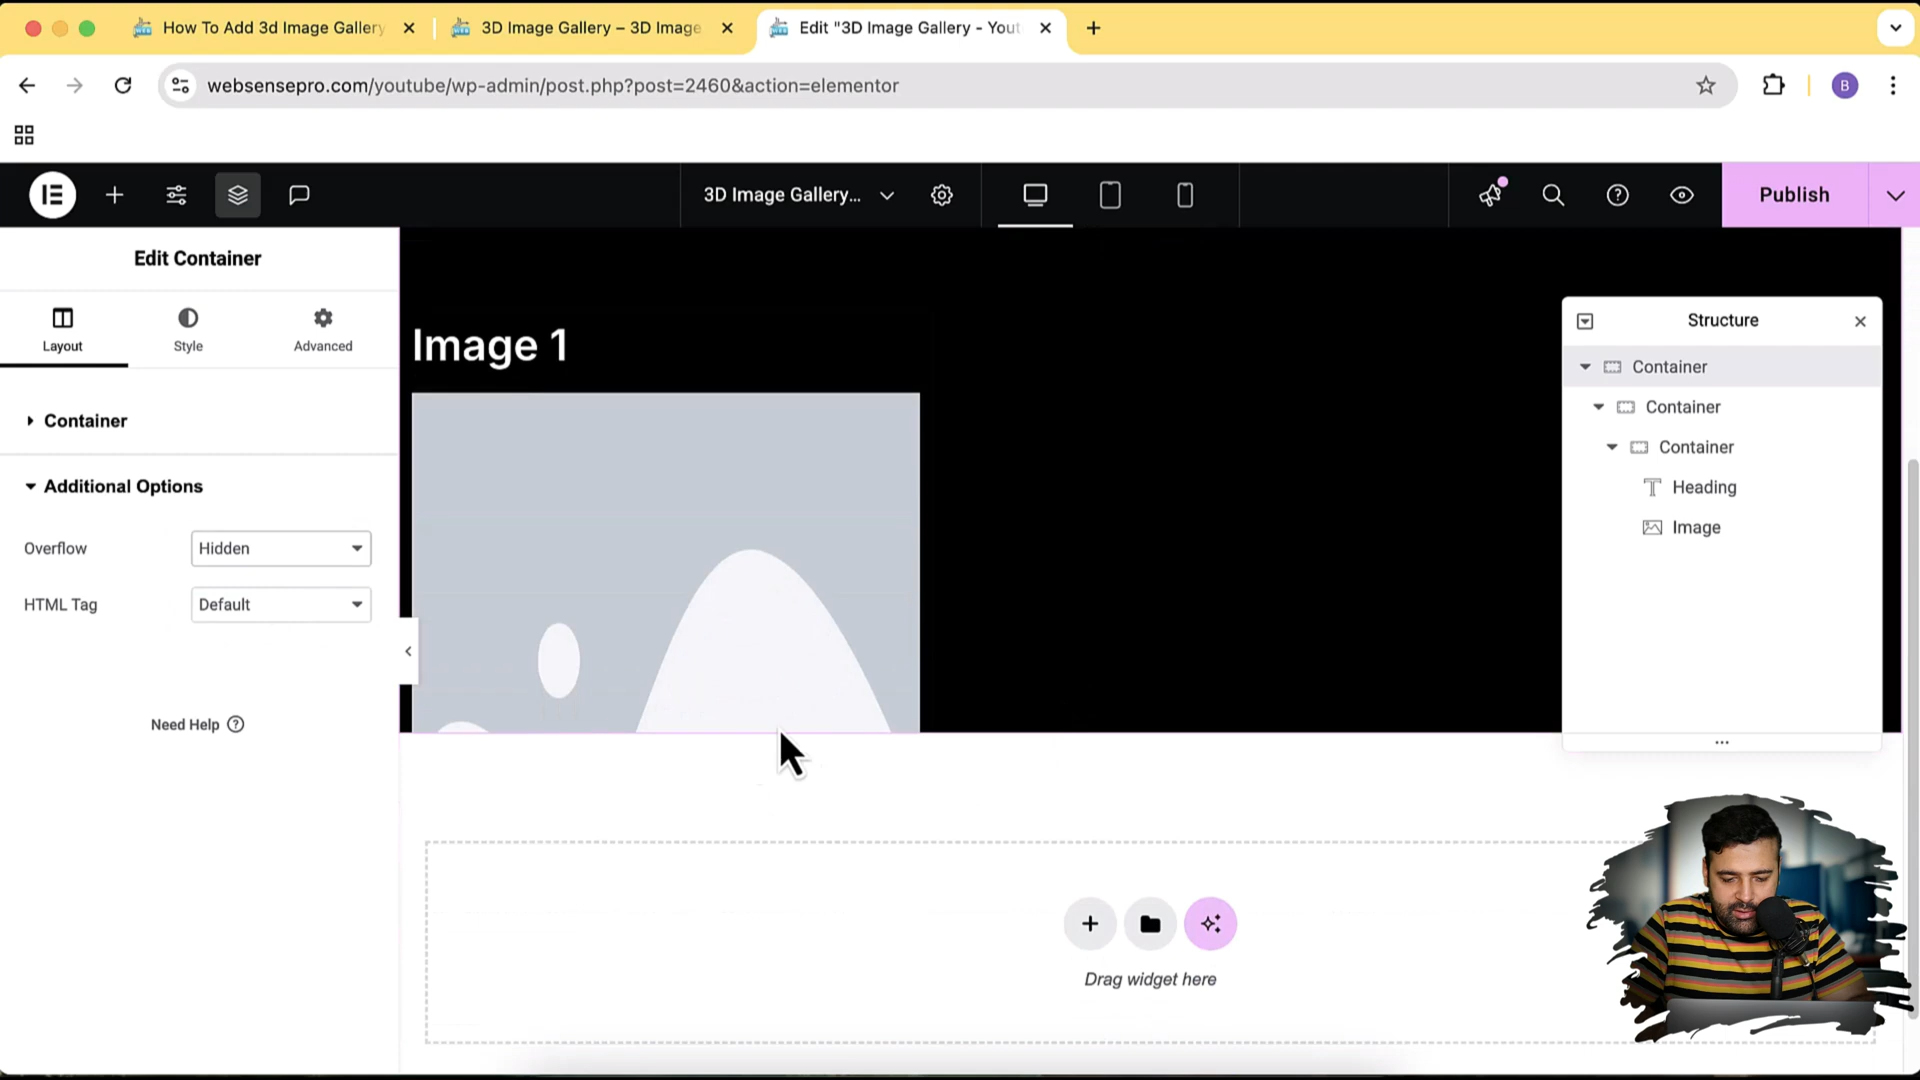 How To Add 3d Image Gallery
3D Image Gallery – 3D Image
Edit "3D Image Gallery - Yout
websensepro.com/youtube/wp-admin/post.php?post=2460&action=elementor
B
3D Image Gallery...
Publish
Edit Container
Layout
Style
Advanced
Container
Additional Options
Overflow
Hidden
HTML Tag
Default
Need Help
Image 1
Structure
Container
Container
Container
Heading
Image
Drag widget here